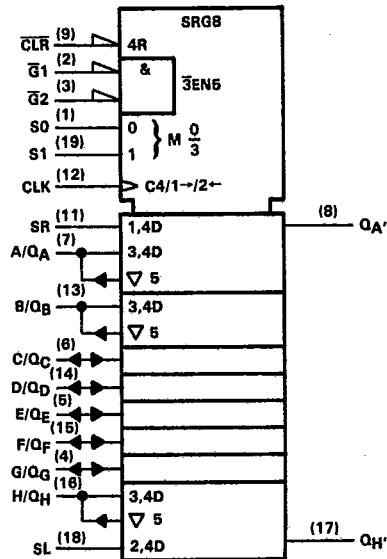 SRG8
CLR (9) 4R
G1 (2) &
G2 (3) 3EN5
S0 (1) 0
S1 (19) 1 } M 0/3
CLK (12) C4/1→/2←
SR (11) 1,4D (8) QA'
A/QA (7) 3,4D
▽ 5
B/QB (13) 3,4D
▽ 5
C/QC (6)
D/QD (14)
E/QE (5)
F/QF (15)
G/QG (4)
H/QH (16) 3,4D
▽ 5
SL (18) 2,4D (17) QH'